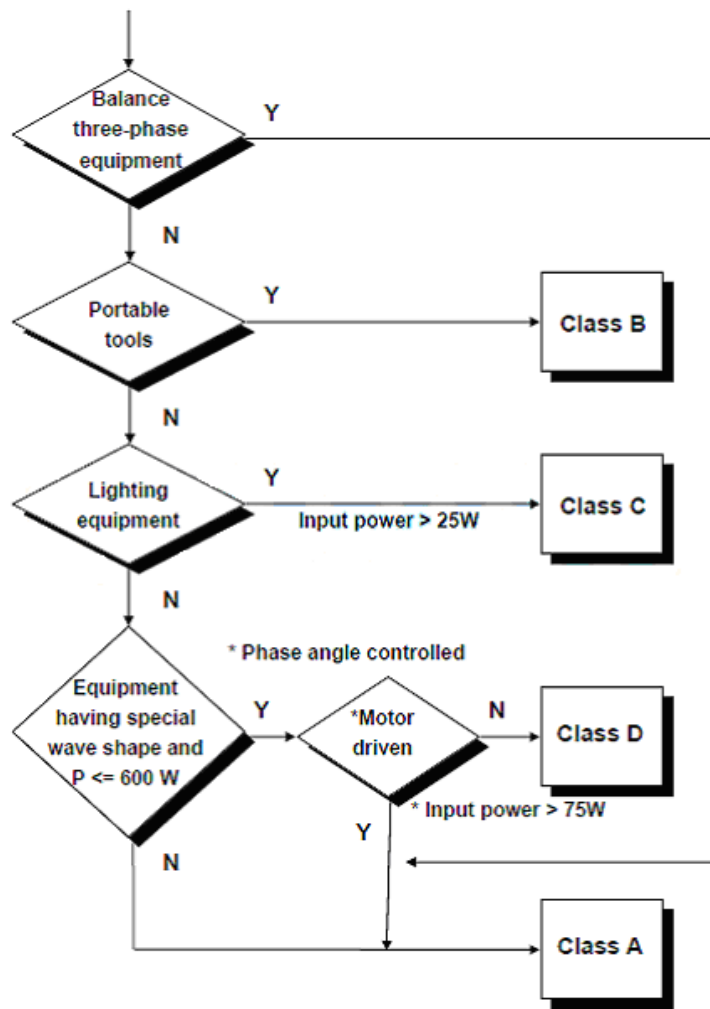 Balance
three-phase
equipment
Y
N
Portable
tools
Y
Class B
N
Lighting
equipment
Y
Input power > 25W
Class C
N
* Phase angle controlled
Equipment
having special
wave shape and
P <= 600 W
Y
*Motor
driven
N
Class D
* Input power > 75W
Y
N
Class A